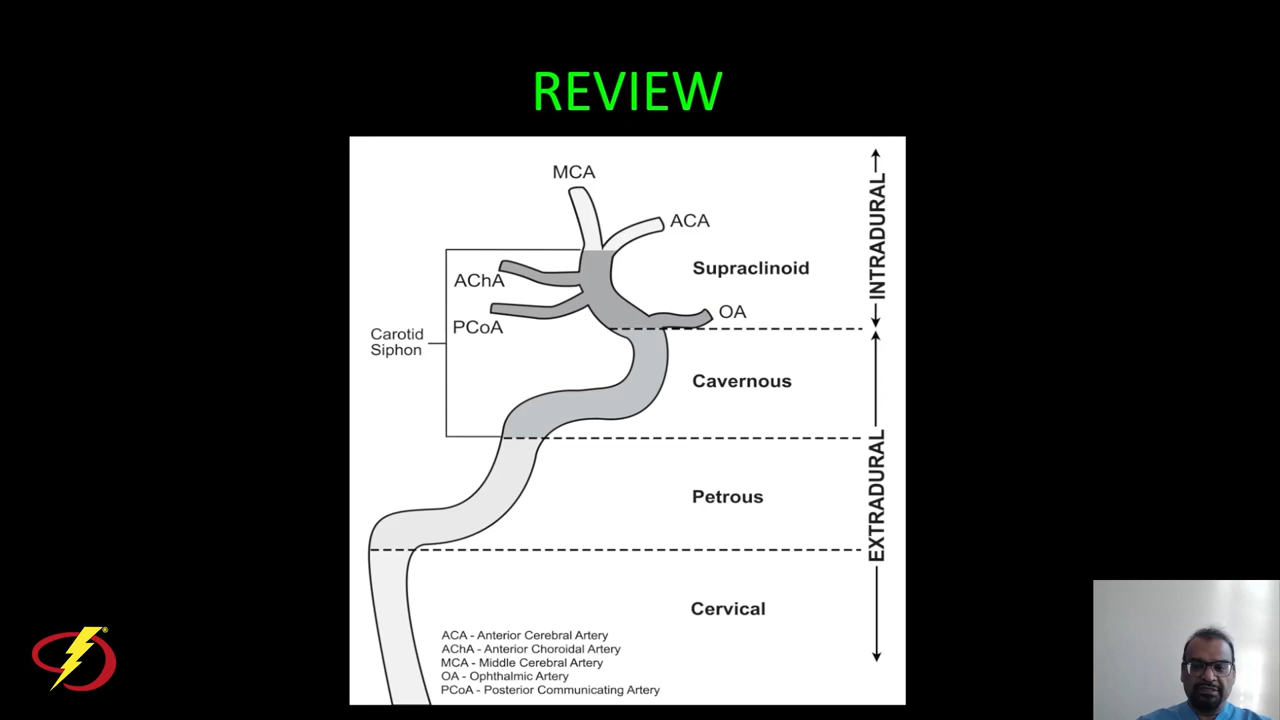 REVIEW
MCA
ACA
Supraclinoid
INTRADURAL
AChA
OA
PCoA
Carotid
Siphon
Cavernous
EXTRADURAL
Petrous
Cervical
ACA - Anterior Cerebral Artery
AChA - Anterior Choroidal Artery
MCA - Middle Cerebral Artery
OA - Ophthalmic Artery
PCoA - Posterior Communicating Artery